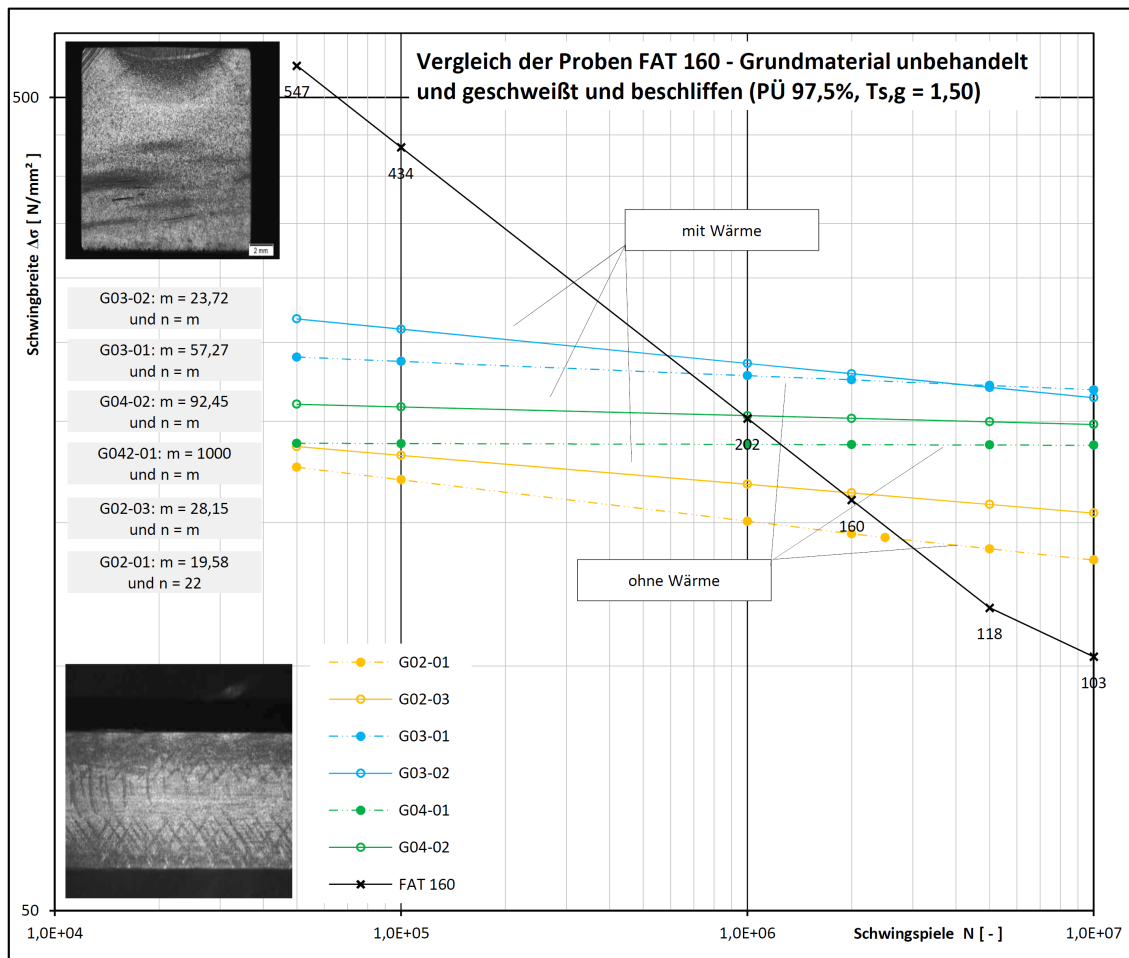 Vergleich der Proben FAT 160 - Grundmaterial unbehandelt
und geschweißt und beschliffen (PÜ 97,5%, Ts,g = 1,50)
500
547
434
Schwingbreite Δσ [ N/mm² ]
2 mm
mit Wärme
G03-02: m = 23,72
und n = m
G03-01: m = 57,27
und n = m
G04-02: m = 92,45
und n = m
G042-01: m = 1000
und n = m
G02-03: m = 28,15
und n = m
G02-01: m = 19,58
und n = 22
202
160
ohne Wärme
118
103
G02-01
G02-03
G03-01
G03-02
G04-01
G04-02
FAT 160
50
1,0E+04
1,0E+05
1,0E+06
Schwingspiele N [ - ]
1,0E+07